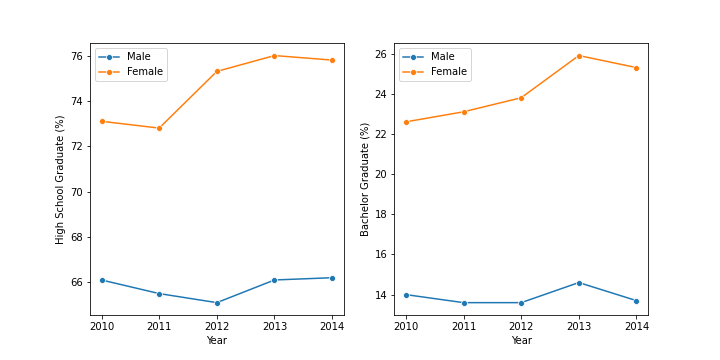 Male
Female
High School Graduate (%)
76
74
72
70
68
66
2010 2011 2012 2013 2014
Year
Male
Female
Bachelor Graduate (%)
26
24
22
20
18
16
14
2010 2011 2012 2013 2014
Year